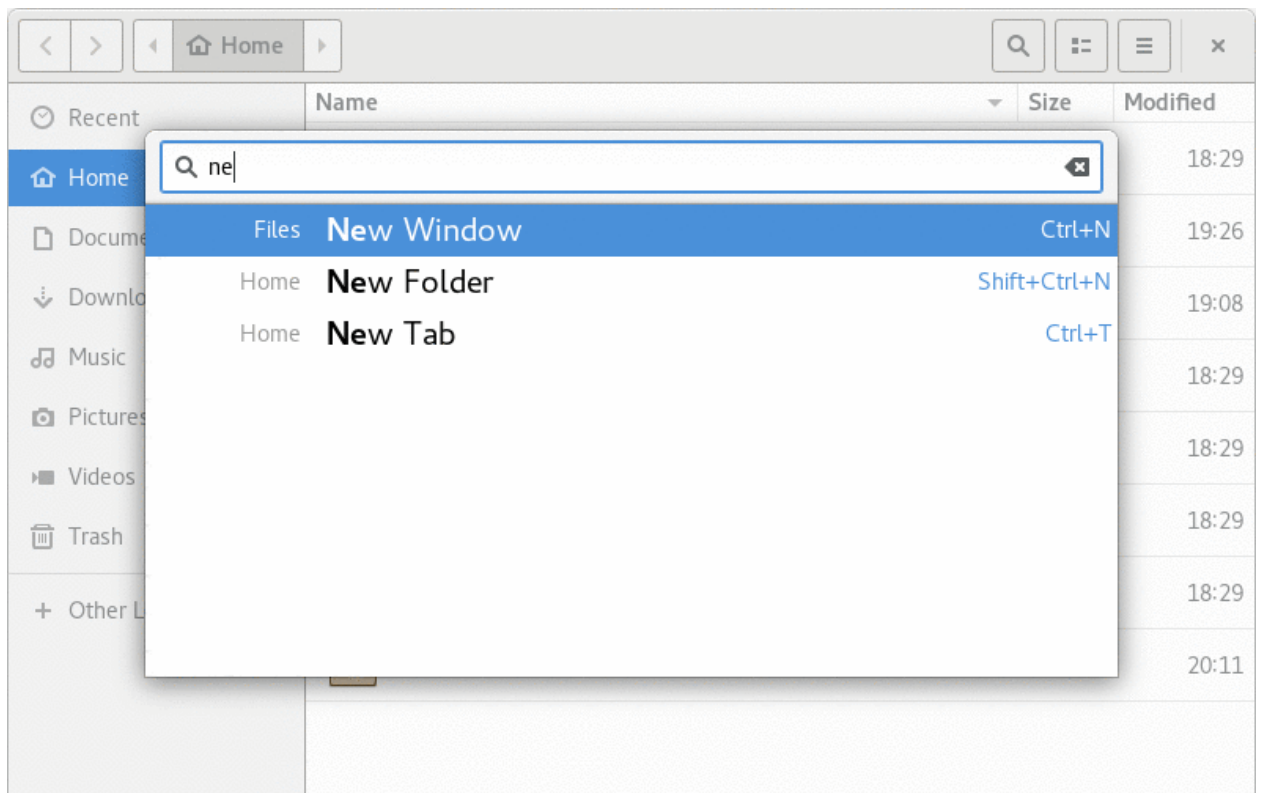 Home
Name Size Modified
Recent
ne
18:29
Home
Files New Window Ctrl+N
19:26
Home New Folder Shift+Ctrl+N
19:08
Home New Tab Ctrl+T
Music
18:29
Pictures
18:29
Videos
18:29
Trash
18:29
Other
20:11